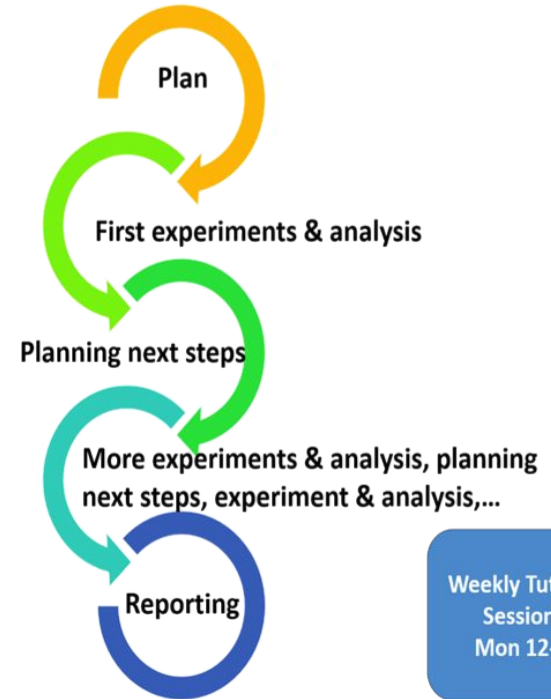 Plan
First experiments & analysis
Planning next steps
More experiments & analysis, planning
next steps, experiment & analysis,...
Reporting
Weekly Tut
Session
Mon 12-